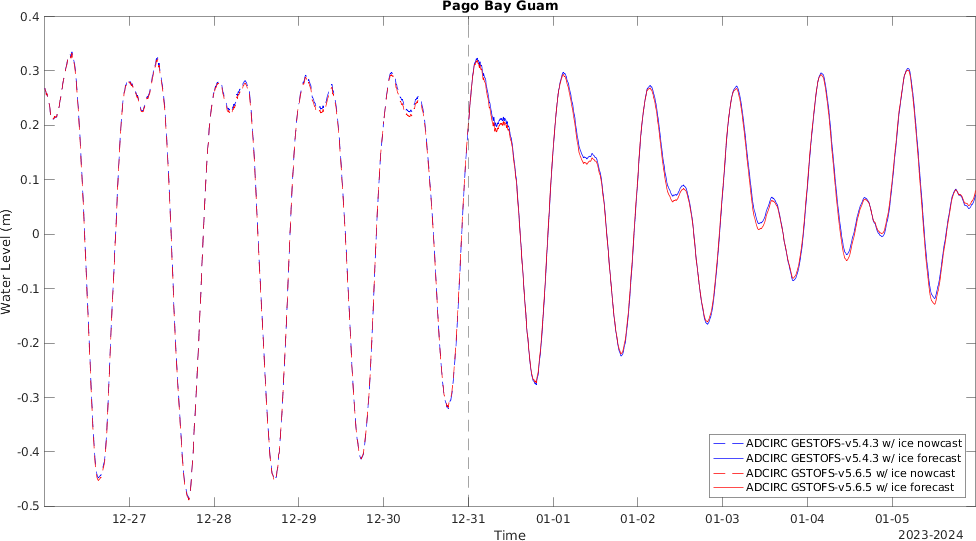 Pago Bay Guam
0.4
0.3
0.2
0.1
0
-0.1
-0.2
-0.3
-0.4
-0.5
Water Level (m)
12-27 12-28 12-29 12-30 12-31 01-01 01-02 01-03 01-04 01-05
Time
2023-2024
ADCIRC GESTOFS-v5.4.3 w/ ice nowcast
ADCIRC GESTOFS-v5.4.3 w/ ice forecast
ADCIRC GSTOFS-v5.6.5 w/ ice nowcast
ADCIRC GSTOFS-v5.6.5 w/ ice forecast